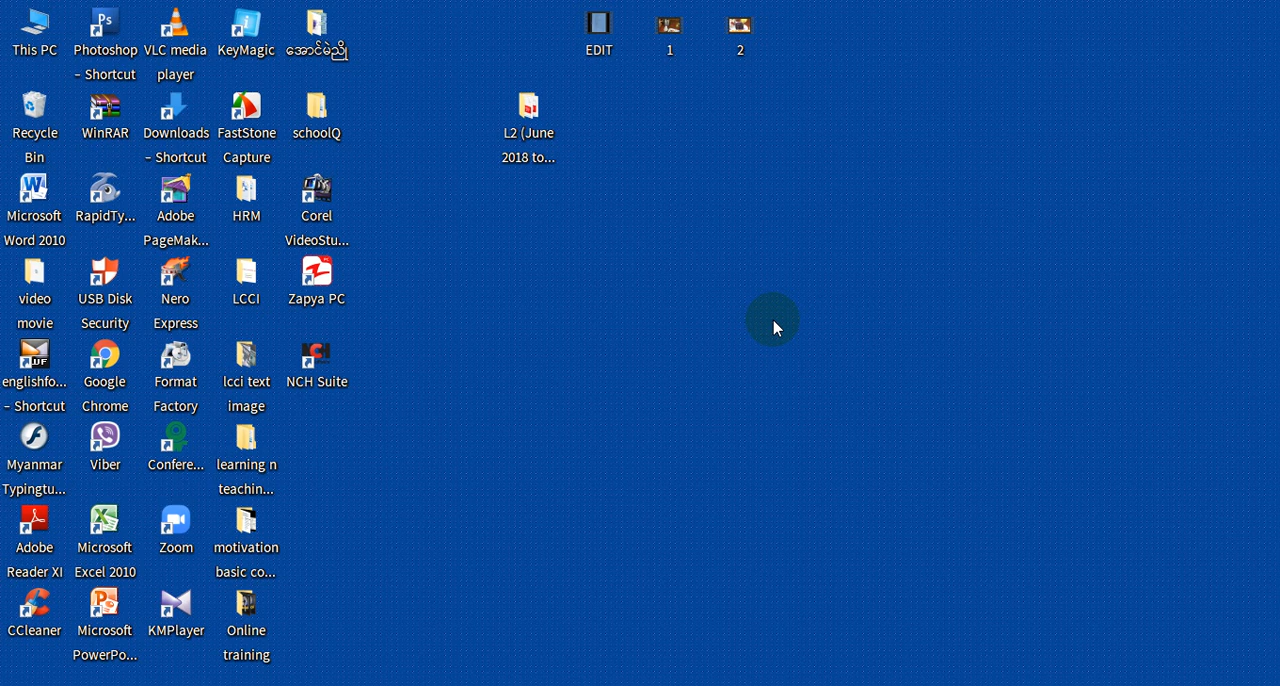 This PC
Photoshop
– Shortcut
VLC media
player
KeyMagic
အောင်မဲညို
EDIT
1
2
Recycle
Bin
WinRAR
Downloads
– Shortcut
FastStone
Capture
schoolQ
L2 (June
2018 to...
Microsoft
Word 2010
RapidTy...
Adobe
PageMak...
HRM
Corel
VideoStu...
video
movie
USB Disk
Security
Nero
Express
LCCI
Zapya PC
englishfo...
– Shortcut
Google
Chrome
Format
Factory
lcci text
image
NCH Suite
Myanmar
Typingtu...
Viber
Confere...
learning n
teachin...
Adobe
Reader XI
Microsoft
Excel 2010
Zoom
motivation
basic co...
CCleaner
Microsoft
PowerPo...
KMPlayer
Online
training